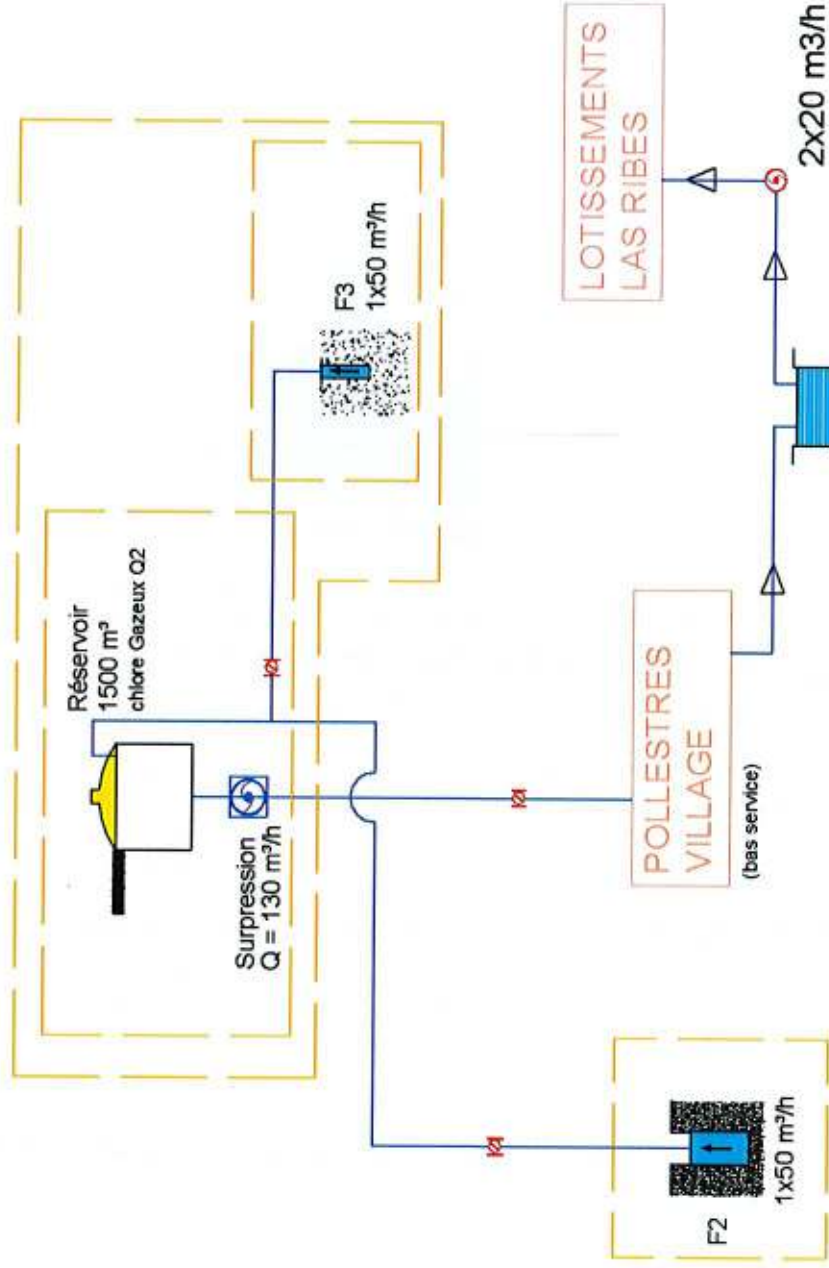 Réservoir
1500 m³
chlore Gazeux Q2
Surpression
Q = 130 m³/h
F3
1x50 m³/h
F2
1x50 m³/h
POLLESTRES
VILLAGE
(bas service)
LOTISSEMENTS
LAS RIBES
2x20 m3/h